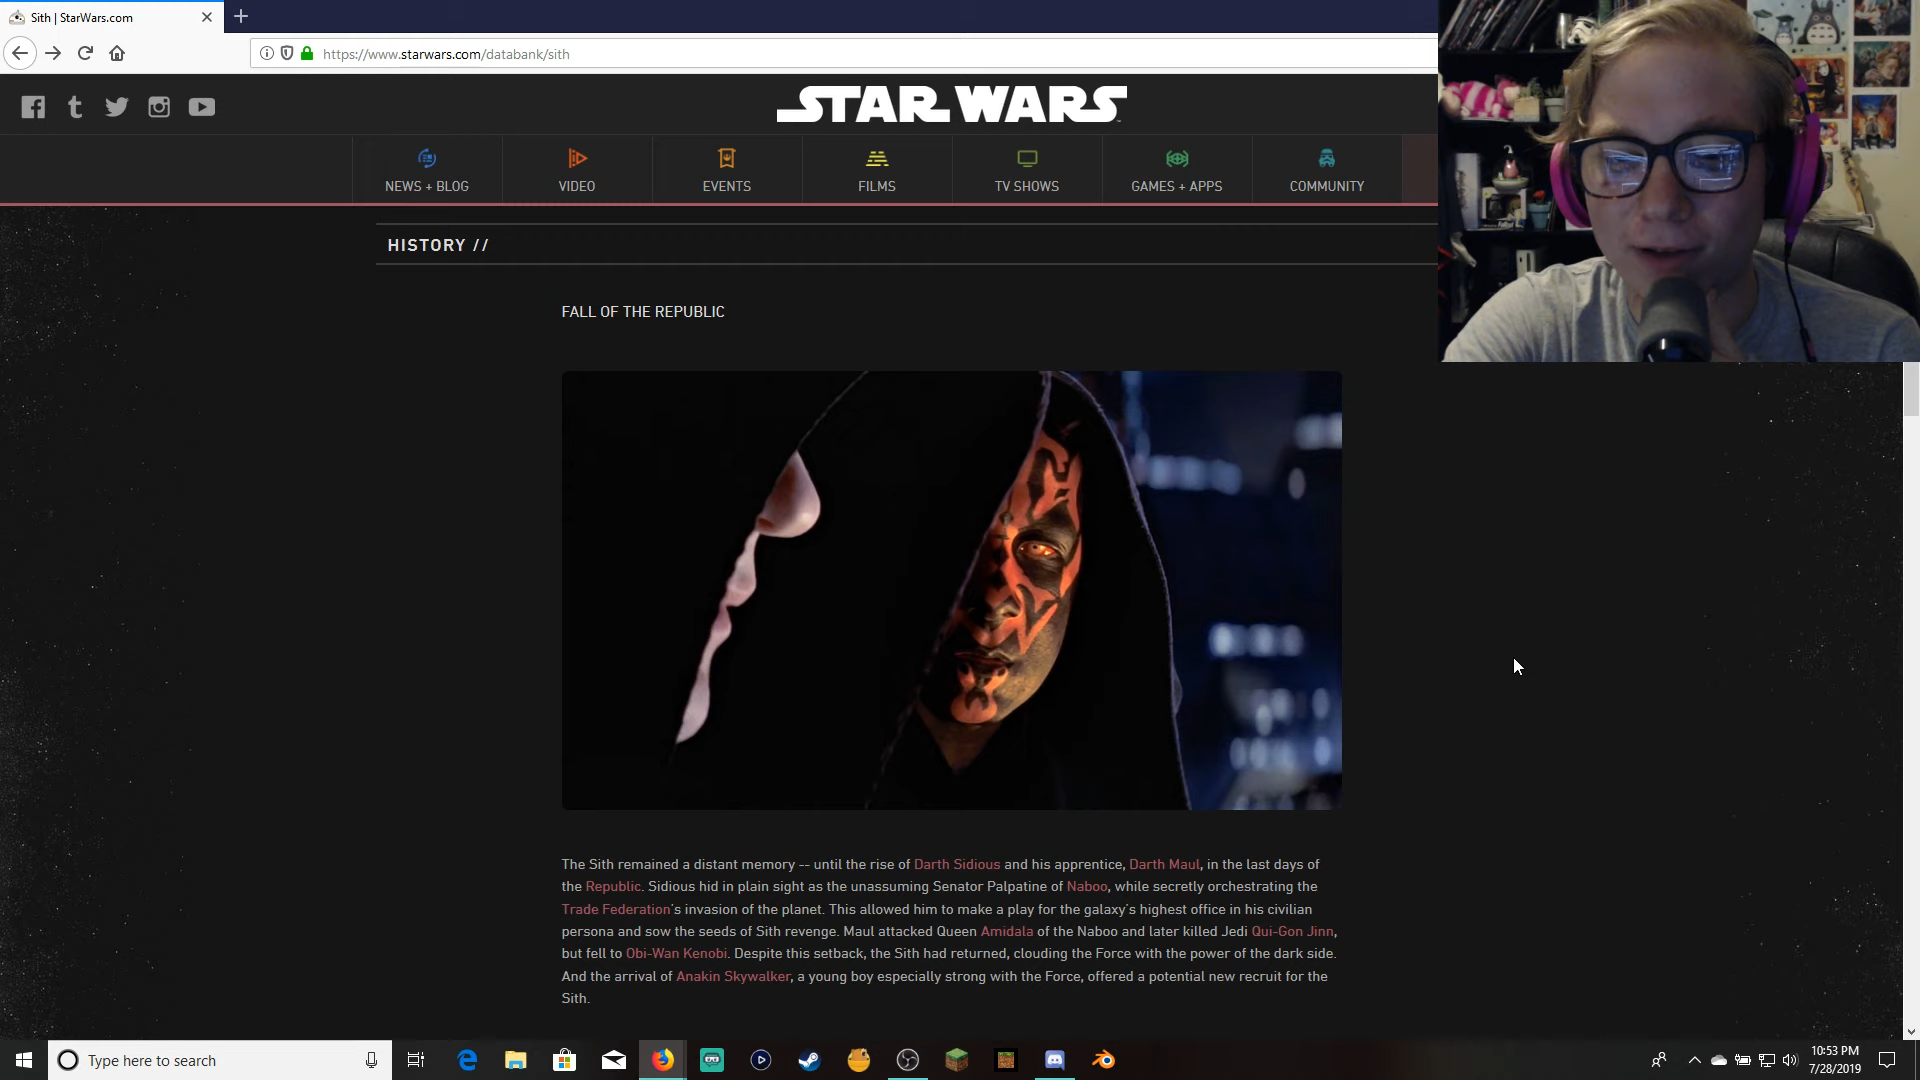 Sith | StarWars.com
https://www.starwars.com/databank/sith
STAR WARS
NEWS + BLOG
VIDEO
EVENTS
FILMS
TV SHOWS
GAMES + APPS
COMMUNITY
HISTORY //
FALL OF THE REPUBLIC
The Sith remained a distant memory -- until the rise of Darth Sidious and his apprentice, Darth Maul, in the last days of
the Republic. Sidious hid in plain sight as the unassuming Senator Palpatine of Naboo, while secretly orchestrating the
Trade Federation's invasion of the planet. This allowed him to make a play for the galaxy's highest office in his civilian
persona and sow the seeds of Sith revenge. Maul attacked Queen Amidala of the Naboo and later killed Jedi Qui-Gon Jinn,
but fell to Obi-Wan Kenobi. Despite this setback, the Sith had returned, clouding the Force with the power of the dark side.
And the arrival of Anakin Skywalker, a young boy especially strong with the Force, offered a potential new recruit for the
Sith.
Type here to search
10:53 PM
7/28/2019